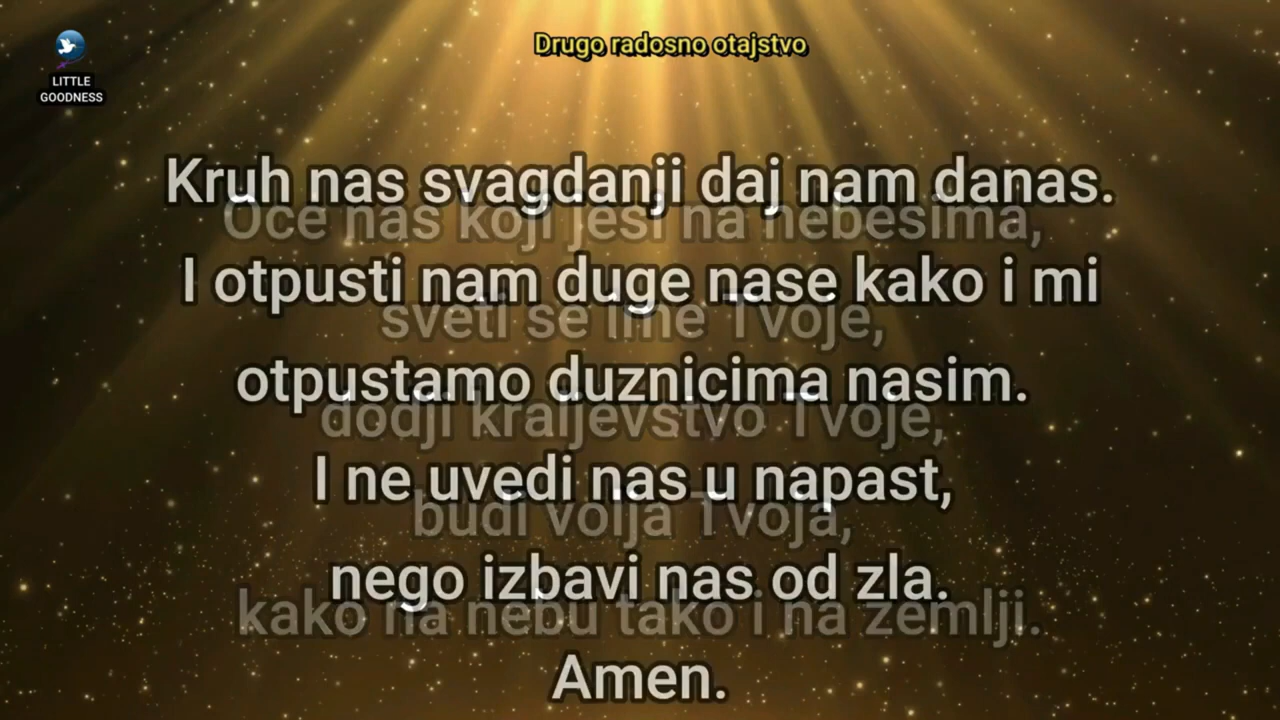 Drugo radosno otajstvo
LITTLE
GOODNESS
Kruh nas svagdanji daj nam danas.
Oce nas koji jesi na nebesima,
I otpusti nam duge nase kako i mi
sveti se ime Tvoje,
otpustamo duznicima nasim.
dodji kraljevstvo Tvoje,
I ne uvedi nas u napast,
budi volja Tvoja,
nego izbavi nas od zla.
kako na nebu tako i na zemlji.
Amen.